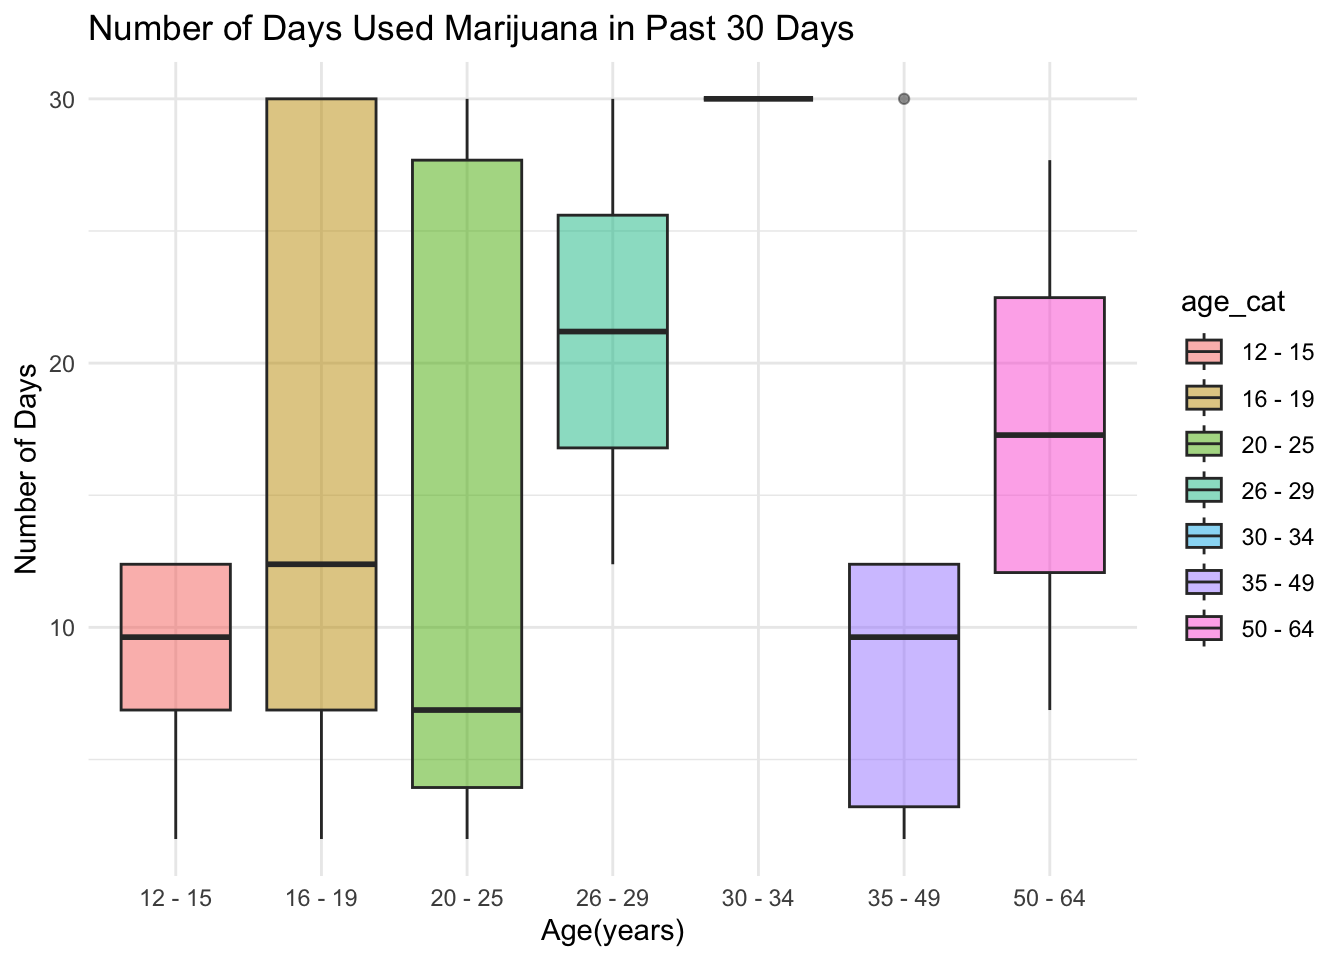 Number of Days Used Marijuana in Past 30 Days
30
20
10
Number of Days
12 - 15
16 - 19
20 - 25
26 - 29
30 - 34
35 - 49
50 - 64
Age(years)
age_cat
12 - 15
16 - 19
20 - 25
26 - 29
30 - 34
35 - 49
50 - 64